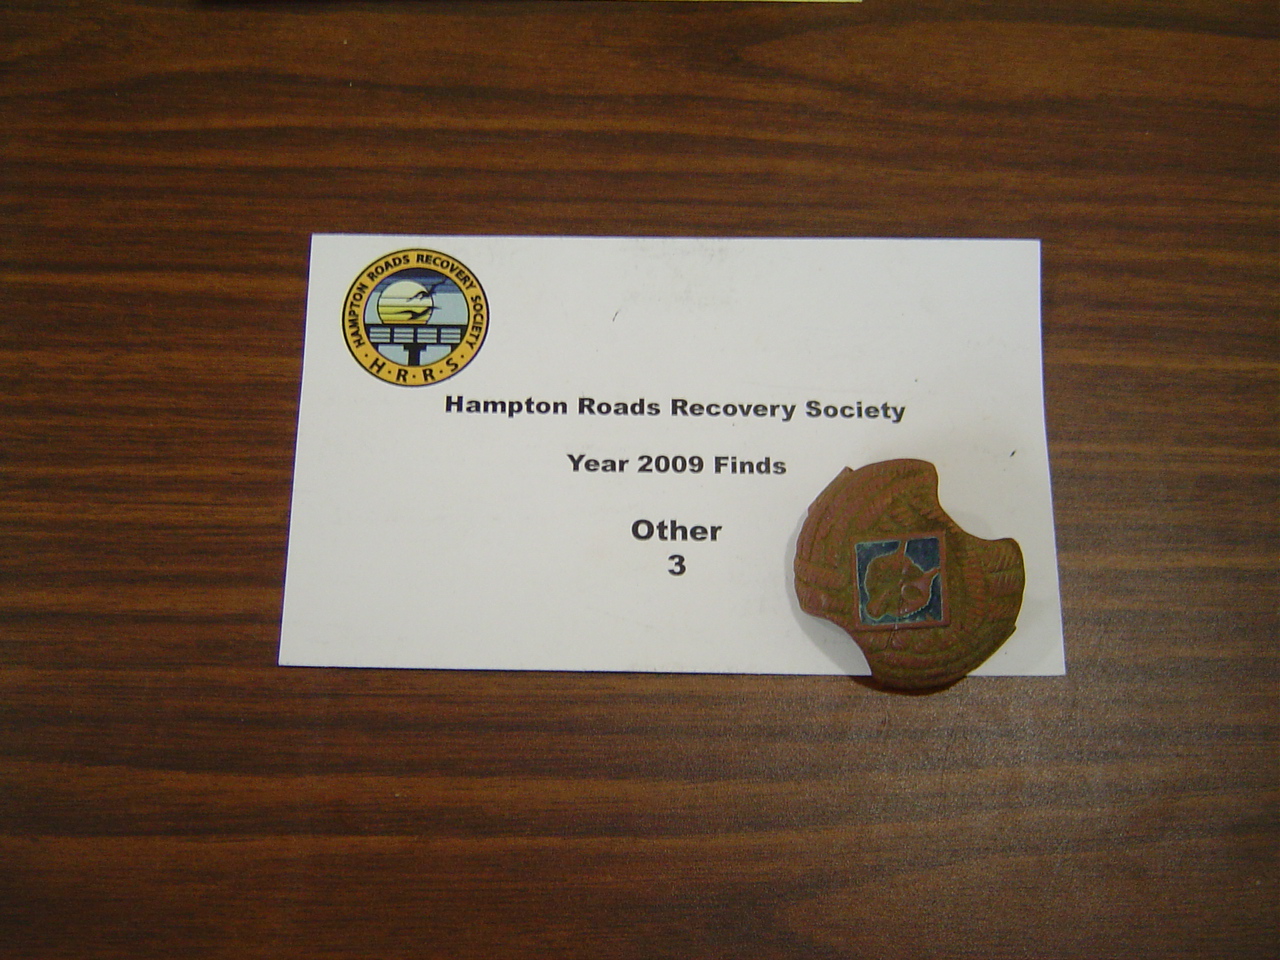 HAMPTON ROADS RECOVERY SOCIETY
· H · R · R · S ·
Hampton Roads Recovery Society
Year 2009 Finds
Other
3